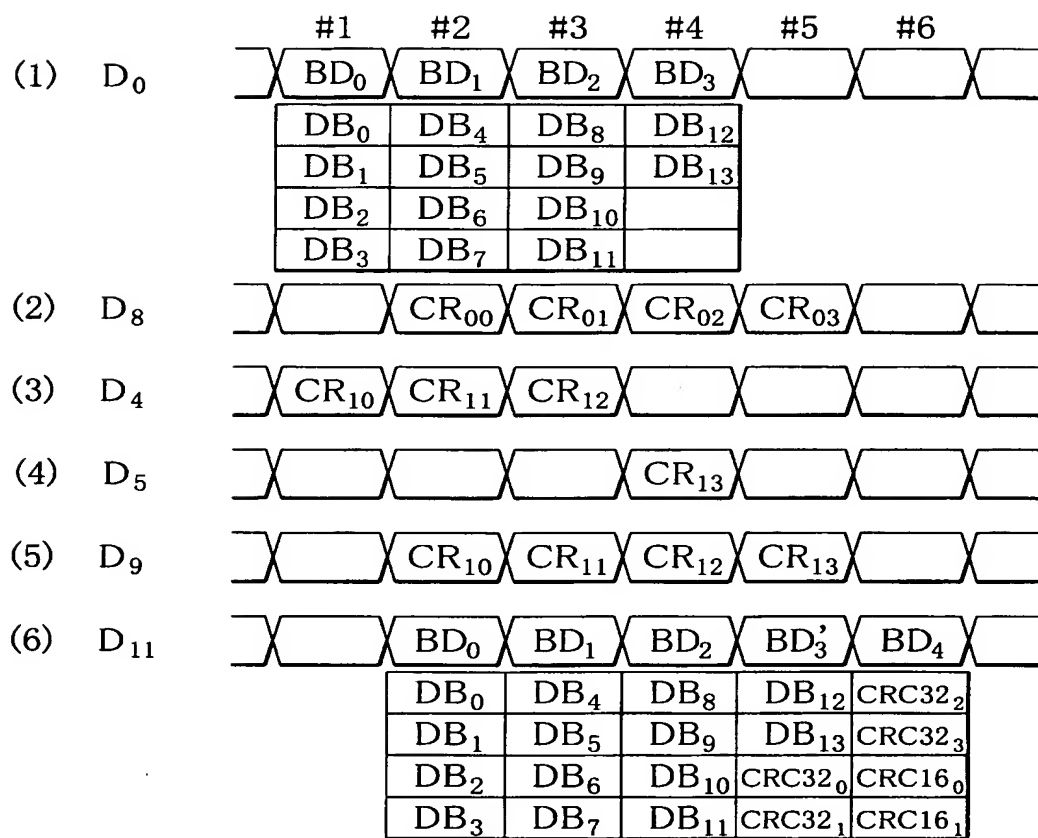 #1 #2 #3 #4 #5 #6
(1) D₀ BD₀ BD₁ BD₂ BD₃
DB₀ DB₄ DB₈ DB₁₂
DB₁ DB₅ DB₉ DB₁₃
DB₂ DB₆ DB₁₀
DB₃ DB₇ DB₁₁
(2) D₈ CR₀₀ CR₀₁ CR₀₂ CR₀₃
(3) D₄ CR₁₀ CR₁₁ CR₁₂
(4) D₅ CR₁₃
(5) D₉ CR₁₀ CR₁₁ CR₁₂ CR₁₃
(6) D₁₁ BD₀ BD₁ BD₂ BD₃’ BD₄
DB₀ DB₄ DB₈ DB₁₂ CRC32₂
DB₁ DB₅ DB₉ DB₁₃ CRC32₃
DB₂ DB₆ DB₁₀ CRC32₀ CRC16₀
DB₃ DB₇ DB₁₁ CRC32₁ CRC16₁